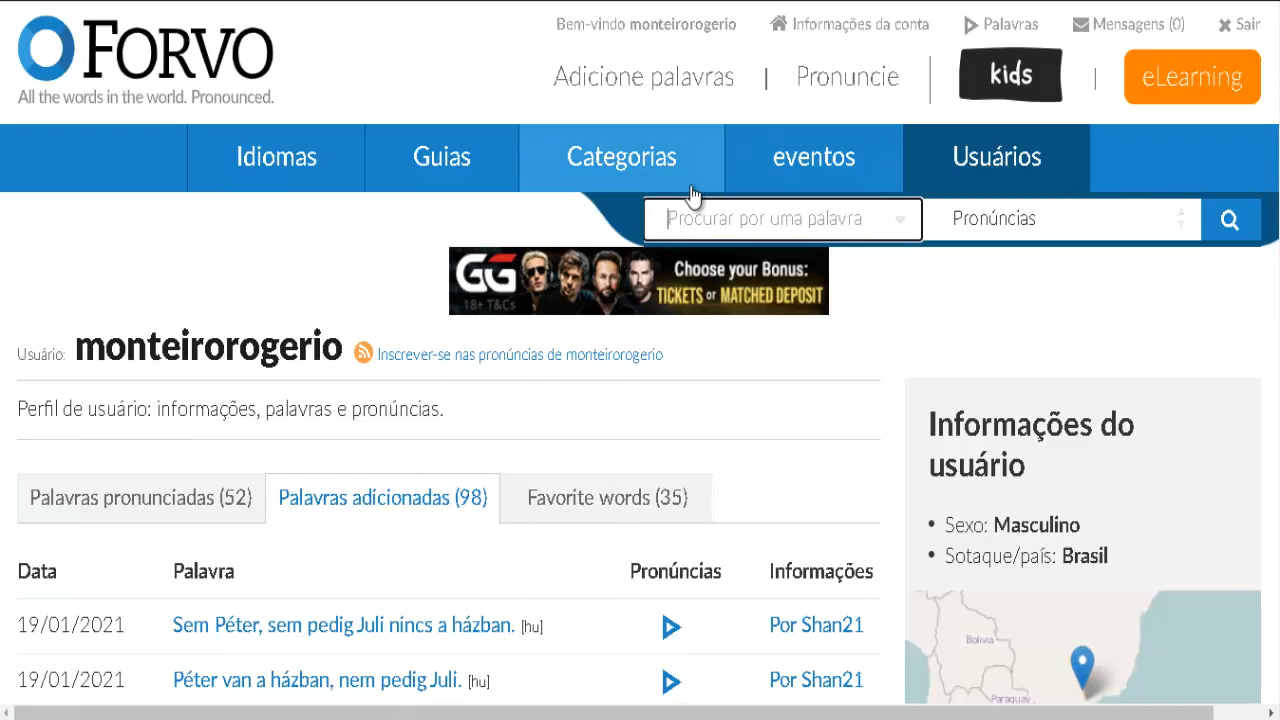 Bem-vindo monteirorogerio Informações da conta Palavras Mensagens (0) Sair
FORVO
All the words in the world. Pronounced.
Adicione palavras | Pronuncie kids | eLearning
Idiomas Guias Categorias eventos Usuários
Procurar por uma palavra Pronúncias
GG
18+ T&Cs
Choose your Bonus:
TICKETS or MATCHED DEPOSIT
Usuário: monteirorogerio Inscrever-se nas pronúncias de monteirorogerio
Perfil de usuário: informações, palavras e pronúncias.
Palavras pronunciadas (52) Palavras adicionadas (98) Favorite words (35)
Data Palavra Pronúncias Informações
19/01/2021 Sem Péter, sem pedig Juli nincs a házban. [hu] Por Shan21
19/01/2021 Péter van a házban, nem pedig Juli. [hu] Por Shan21
Informações do
usuário
• Sexo: Masculino
• Sotaque/país: Brasil
Bolivia
Paraguay